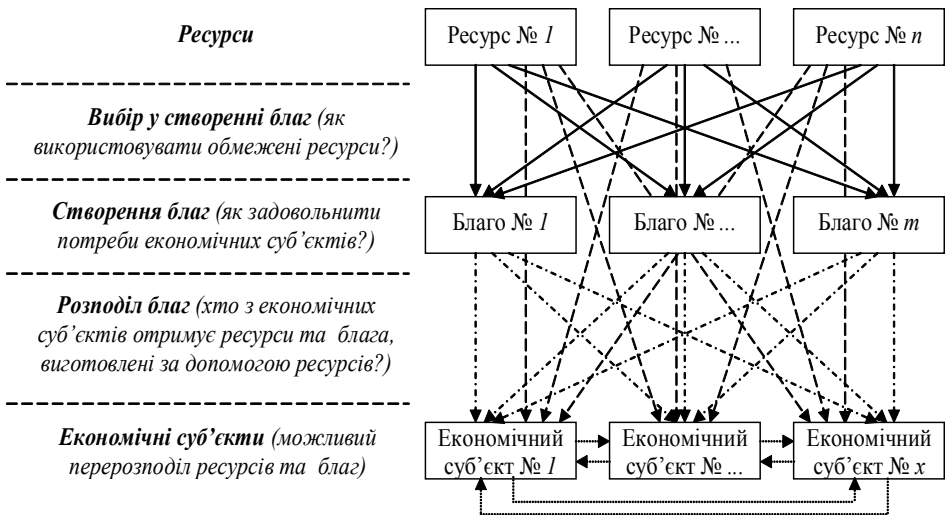 Ресурси
Ресурс № 1
Ресурс № ...
Ресурс № n
Вибір у створенні благ (як
використовувати обмежені ресурси?)
Створення благ (як задовольнити
потреби економічних суб’єктів?)
Благо № 1
Благо № ...
Благо № m
Розподіл благ (хто з економічних
суб’єктів отримує ресурси та блага,
виготовлені за допомогою ресурсів?)
Економічні суб’єкти (можливий
перерозподіл ресурсів та благ)
Економічний
суб’єкт № 1
Економічний
суб’єкт № ...
Економічний
суб’єкт № x